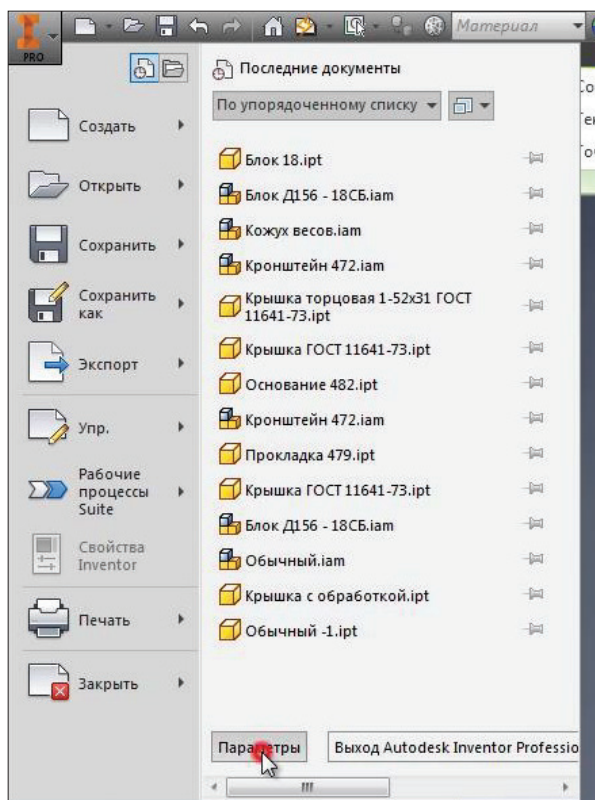 Материал
PRO
Последние документы
По упорядоченному списку
Создать
Открыть
Сохранить
Сохранить
как
Экспорт
Упр.
Рабочие
процессы
Suite
Свойства
Inventor
Печать
Закрыть
Блок 18.ipt
Блок Д156 - 18СБ.iam
Кожух весов.iam
Кронштейн 472.iam
Крышка торцовая 1-52x31 ГОСТ
11641-73.ipt
Крышка ГОСТ 11641-73.ipt
Основание 482.ipt
Кронштейн 472.iam
Прокладка 479.ipt
Крышка ГОСТ 11641-73.ipt
Блок Д156 - 18СБ.iam
Обычный.iam
Крышка с обработкой.ipt
Обычный -1.ipt
Параметры
Выход Autodesk Inventor Professio